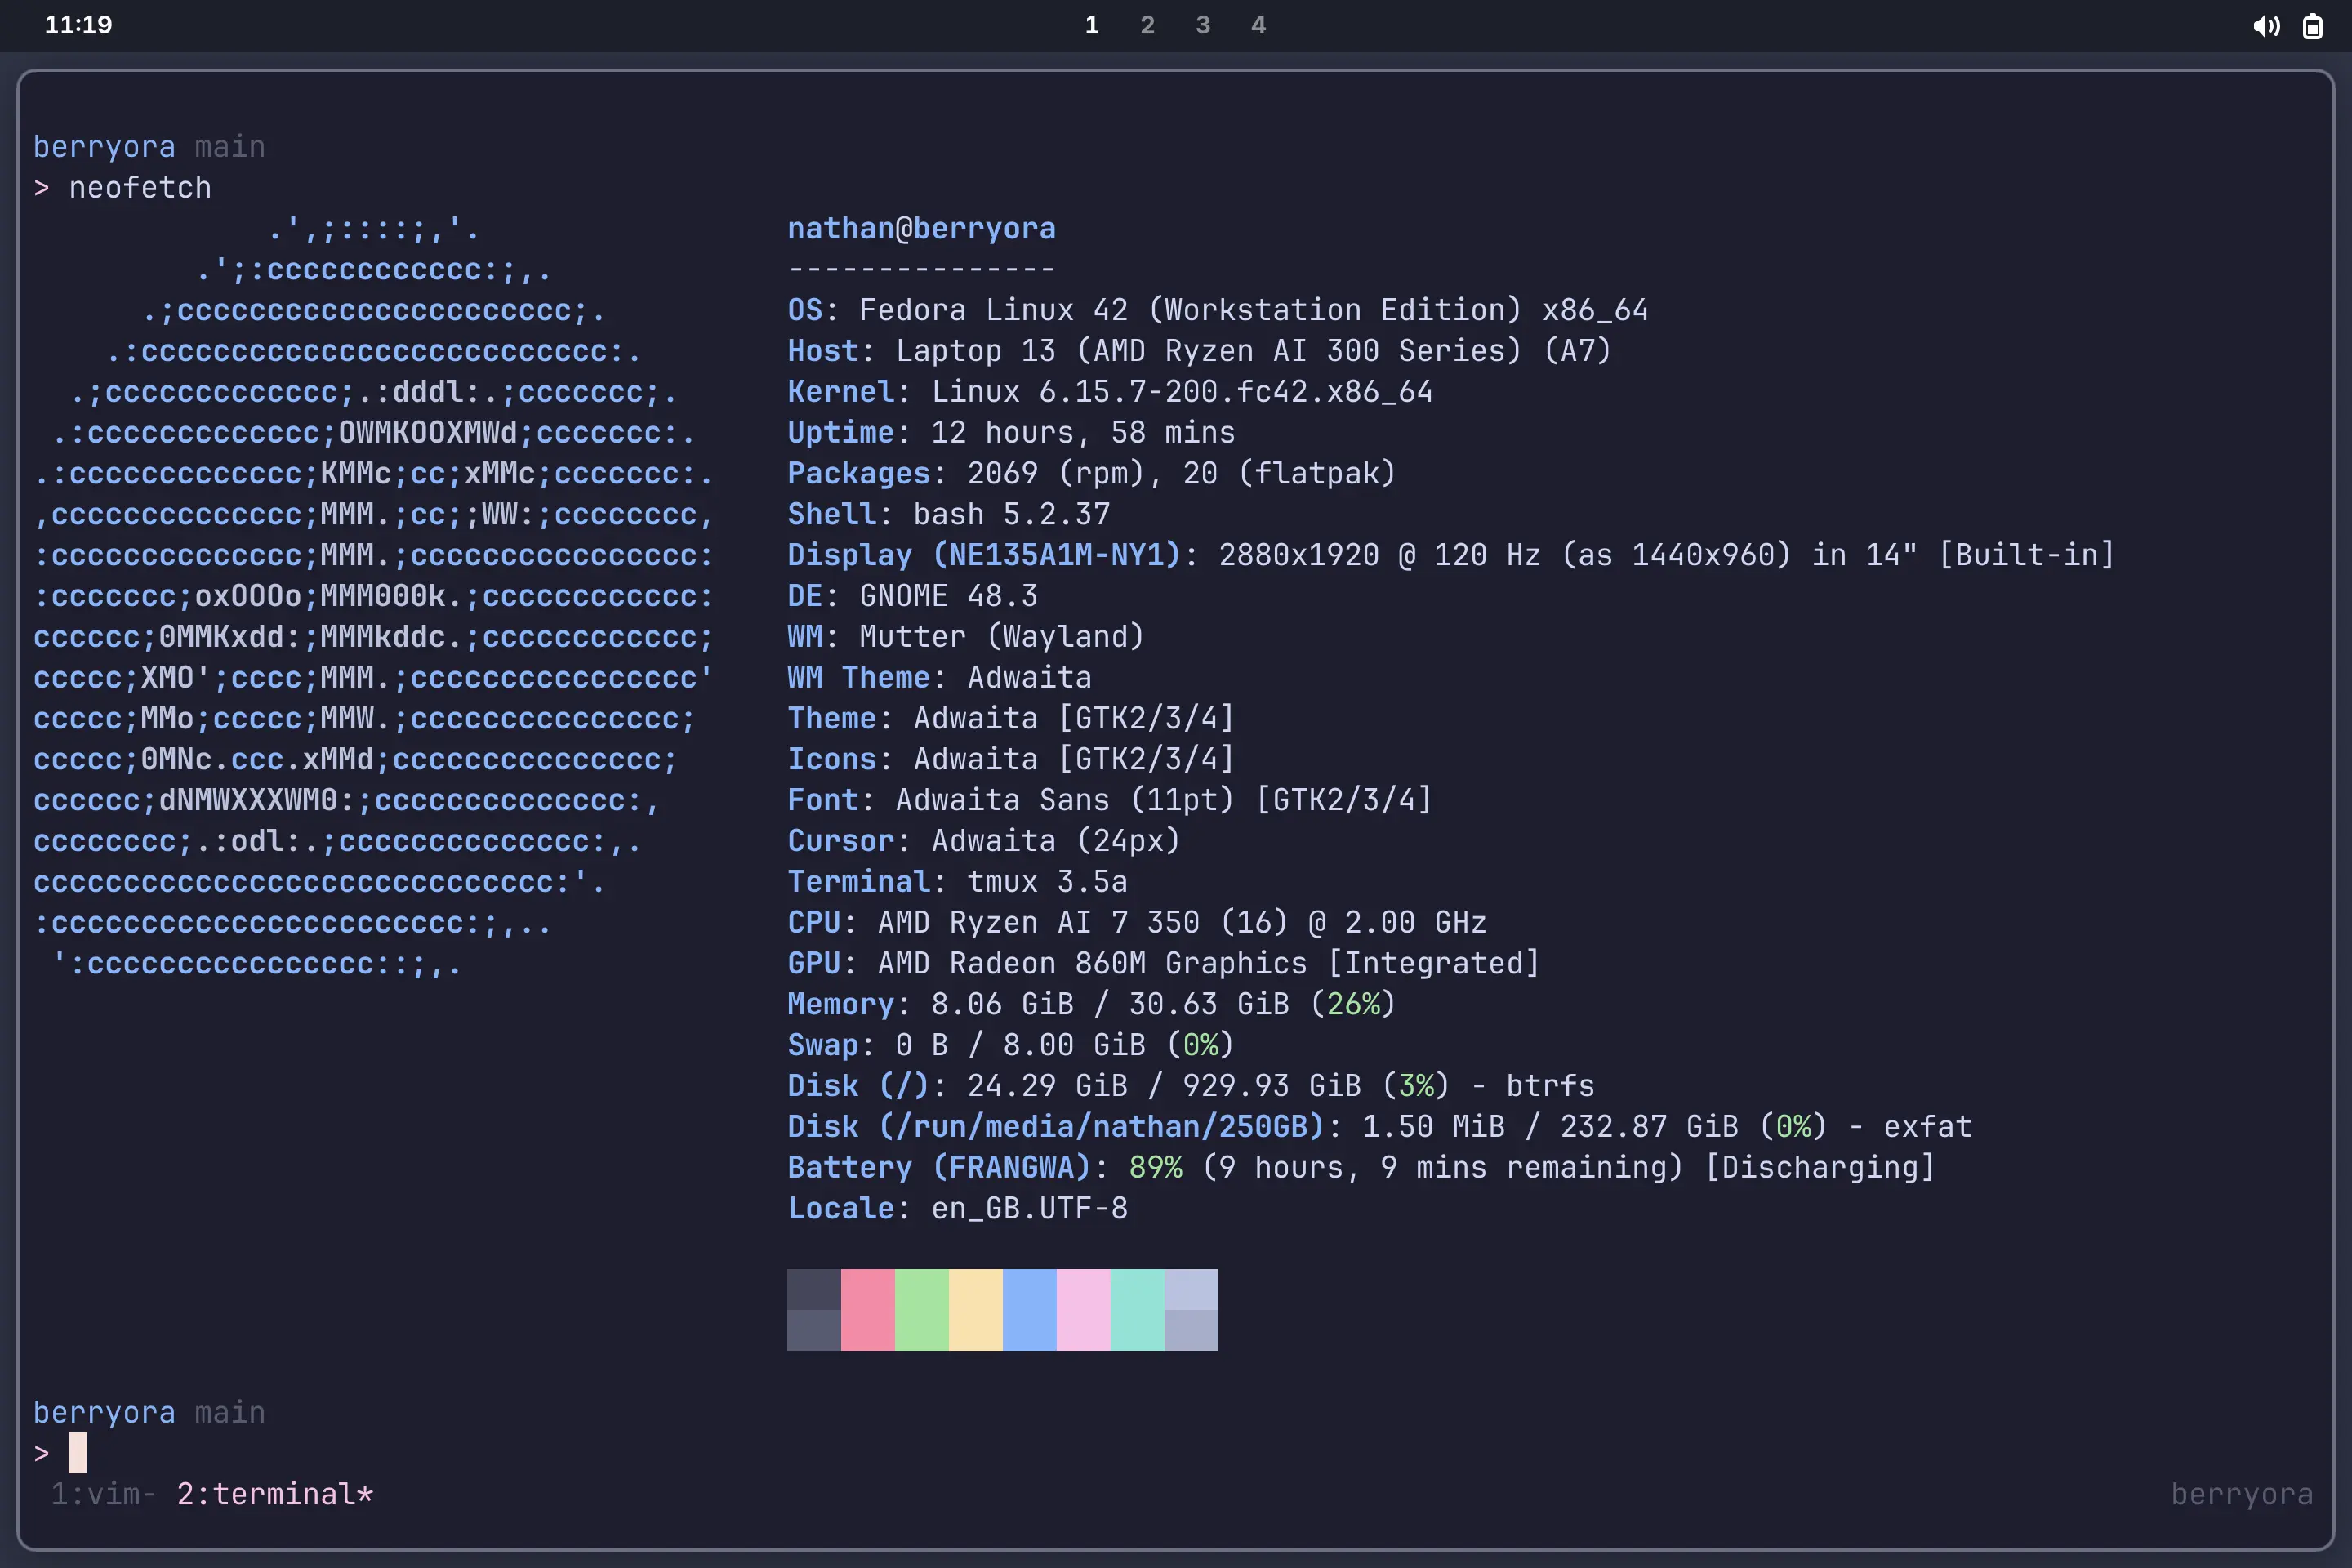 11:19 1 2 3 4
berryora main
> neofetch
             .',;::::;,'.                 nathan@berryora
         .';:cccccccccccc:;,.             ---------------
      .;cccccccccccccccccccccc;.          OS: Fedora Linux 42 (Workstation Edition) x86_64
    .:cccccccccccccccccccccccccc:.        Host: Laptop 13 (AMD Ryzen AI 300 Series) (A7)
  .;ccccccccccccc;.:dddl:.;ccccccc;.      Kernel: Linux 6.15.7-200.fc42.x86_64
 .:ccccccccccccc;OWMKOOXMWd;ccccccc:.     Uptime: 12 hours, 58 mins
.:ccccccccccccc;KMMc;cc;xMMc;ccccccc:.    Packages: 2069 (rpm), 20 (flatpak)
,cccccccccccccc;MMM.;cc;;WW:;cccccccc,    Shell: bash 5.2.37
:cccccccccccccc;MMM.;cccccccccccccccc:    Display (NE135A1M-NY1): 2880x1920 @ 120 Hz (as 1440x960) in 14" [Built-in]
:ccccccc;oxOOOo;MMM000k.;cccccccccccc:    DE: GNOME 48.3
cccccc;0MMKxdd:;MMMkddc.;cccccccccccc;    WM: Mutter (Wayland)
ccccc;XMO';cccc;MMM.;cccccccccccccccc'    WM Theme: Adwaita
ccccc;MMo;ccccc;MMW.;ccccccccccccccc;     Theme: Adwaita [GTK2/3/4]
ccccc;0MNc.ccc.xMMd;ccccccccccccccc;      Icons: Adwaita [GTK2/3/4]
cccccc;dNMWXXXWM0:;cccccccccccccc:,       Font: Adwaita Sans (11pt) [GTK2/3/4]
cccccccc;.:odl:.;cccccccccccccc:,.        Cursor: Adwaita (24px)
ccccccccccccccccccccccccccccc:'.          Terminal: tmux 3.5a
:ccccccccccccccccccccccc:;,..             CPU: AMD Ryzen AI 7 350 (16) @ 2.00 GHz
 ':cccccccccccccccc::;,.                  GPU: AMD Radeon 860M Graphics [Integrated]
Memory: 8.06 GiB / 30.63 GiB (26%)
Swap: 0 B / 8.00 GiB (0%)
Disk (/): 24.29 GiB / 929.93 GiB (3%) - btrfs
Disk (/run/media/nathan/250GB): 1.50 MiB / 232.87 GiB (0%) - exfat
Battery (FRANGWA): 89% (9 hours, 9 mins remaining) [Discharging]
Locale: en_GB.UTF-8
berryora main
>
1:vim- 2:terminal* berryora